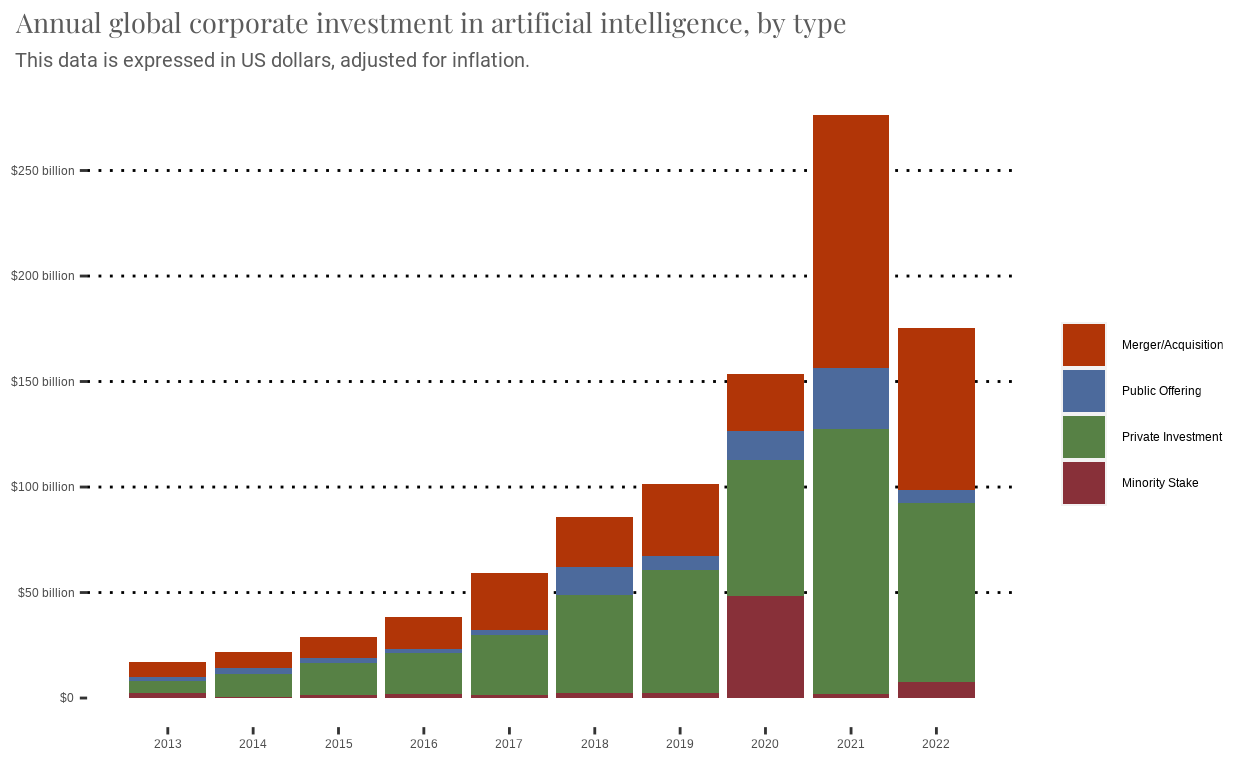 Annual global corporate investment in artificial intelligence, by type
This data is expressed in US dollars, adjusted for inflation.
$250 billion
$200 billion
$150 billion
$100 billion
$50 billion
$0
2013 2014 2015 2016 2017 2018 2019 2020 2021 2022
Merger/Acquisition
Public Offering
Private Investment
Minority Stake